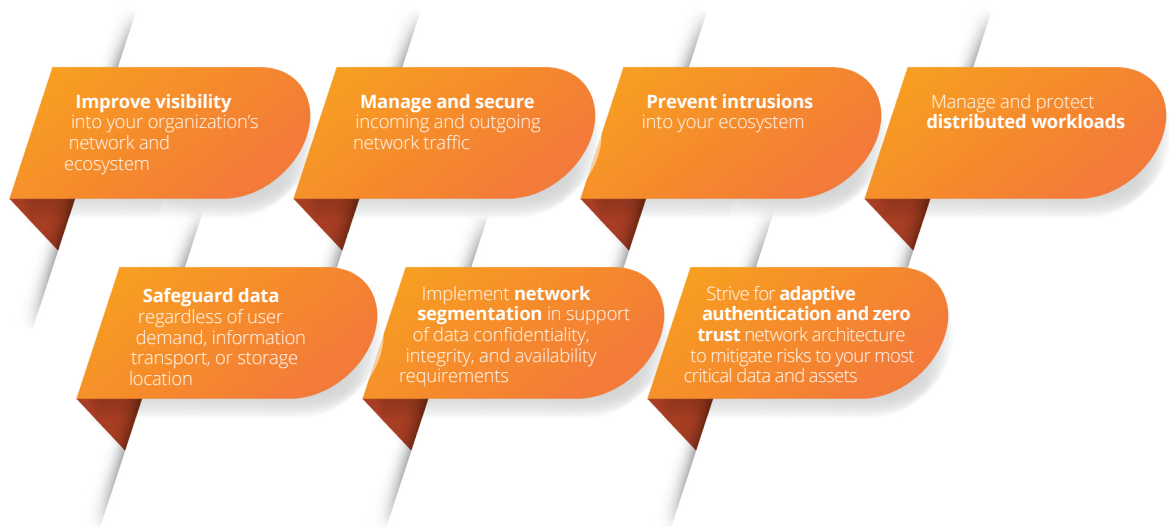 Improve visibility
into your organization's
network and
ecosystem
Manage and secure
incoming and outgoing
network traffic
Prevent intrusions
into your ecosystem
Manage and protect
distributed workloads
Safeguard data
regardless of user
demand, information
transport, or storage
location
Implement network
segmentation in support
of data confidentiality,
integrity, and availability
requirements
Strive for adaptive
authentication and zero
trust network architecture
to mitigate risks to your most
critical data and assets